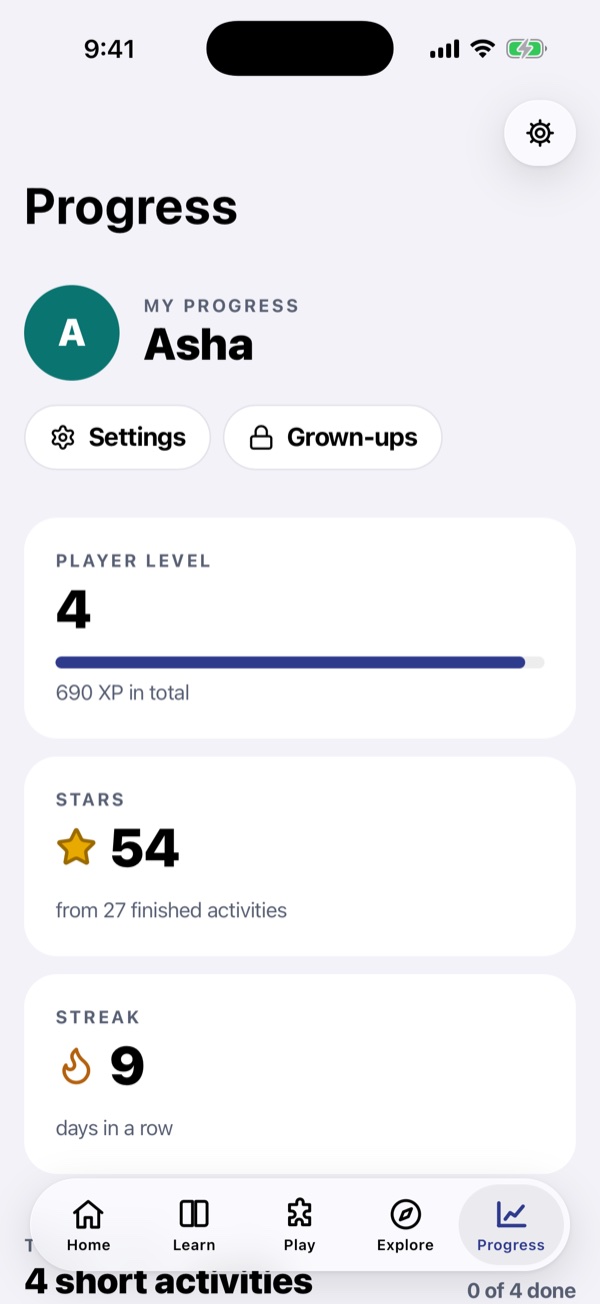 9:41
Progress
A
MY PROGRESS
Asha
Settings
Grown-ups
PLAYER LEVEL
4
690 XP in total
STARS
54
from 27 finished activities
STREAK
9
days in a row
Home
Learn
Play
Explore
Progress
4 short activities
0 of 4 done